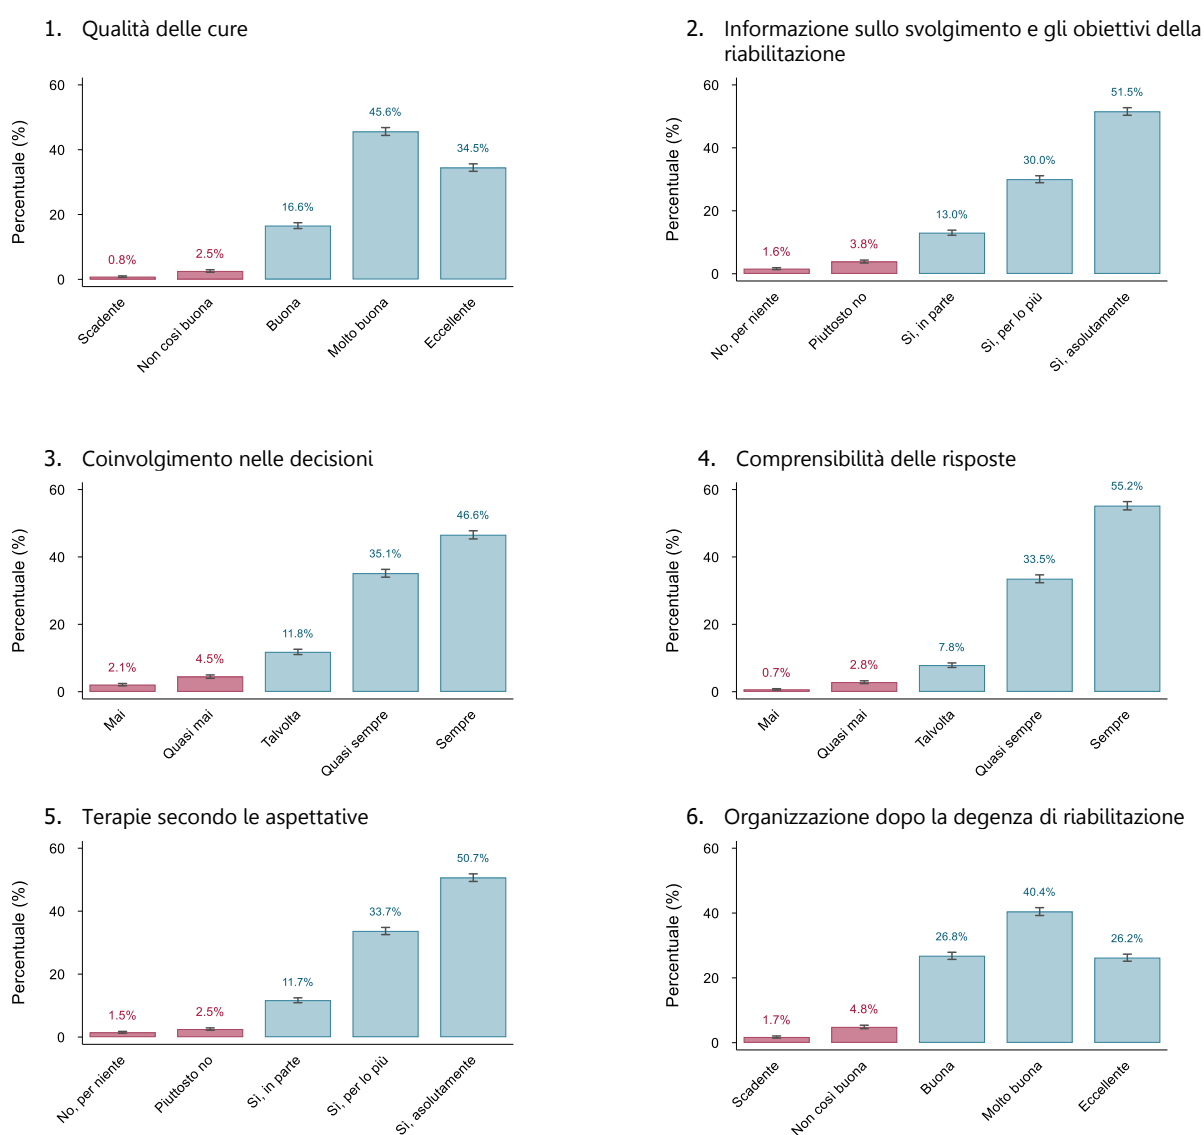 1. Qualità delle cure
Percentuale (%)
60
40
20
0
0.8%
2.5%
16.6%
45.6%
34.5%
Scadente
Non così buona
Buona
Molto buona
Eccellente
2. Informazione sullo svolgimento e gli obiettivi della
riabilitazione
Percentuale (%)
60
40
20
0
1.6%
3.8%
13.0%
30.0%
51.5%
No, per niente
Piuttosto no
Sì, in parte
Sì, per lo più
Sì, asolutamente
3. Coinvolgimento nelle decisioni
Percentuale (%)
60
40
20
0
2.1%
4.5%
11.8%
35.1%
46.6%
Mai
Quasi mai
Talvolta
Quasi sempre
Sempre
4. Comprensibilità delle risposte
Percentuale (%)
60
40
20
0
0.7%
2.8%
7.8%
33.5%
55.2%
Mai
Quasi mai
Talvolta
Quasi sempre
Sempre
5. Terapie secondo le aspettative
Percentuale (%)
60
40
20
0
1.5%
2.5%
11.7%
33.7%
50.7%
No, per niente
Piuttosto no
Sì, in parte
Sì, per lo più
Sì, asolutamente
6. Organizzazione dopo la degenza di riabilitazione
Percentuale (%)
60
40
20
0
1.7%
4.8%
26.8%
40.4%
26.2%
Scadente
Non così buona
Buona
Molto buona
Eccellente